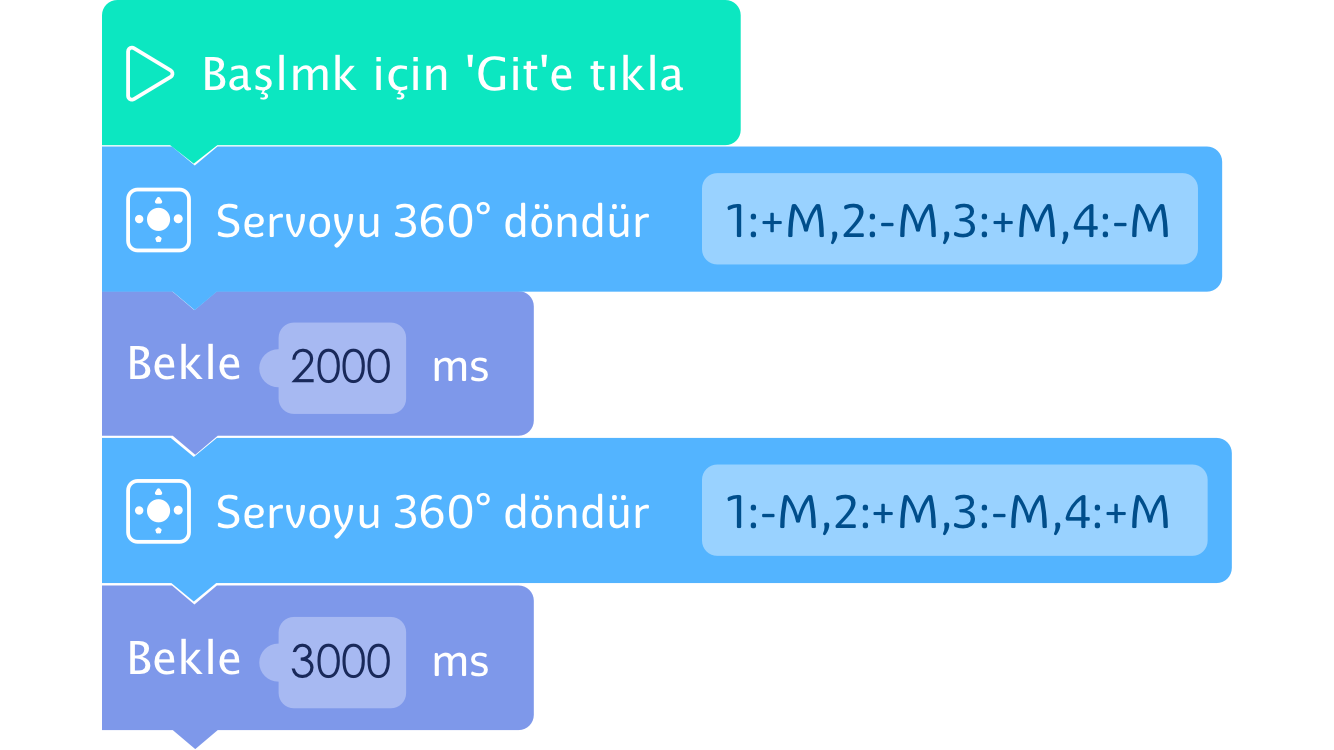 Başlmk için 'Git'e tıkla
Servoyu 360° döndür 1:+M,2:-M,3:+M,4:-M
Bekle 2000 ms
Servoyu 360° döndür 1:-M,2:+M,3:-M,4:+M
Bekle 3000 ms